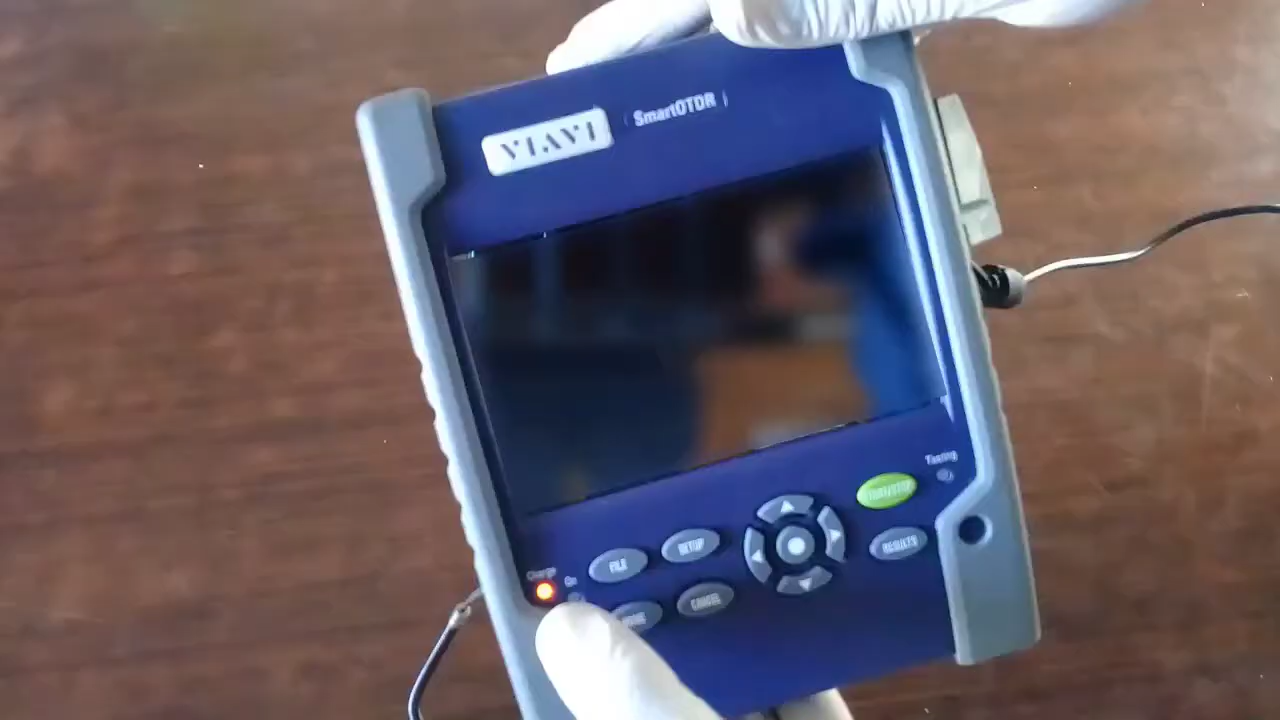 VIAVI
SmartOTDR
Testing
START/STOP
Charge
On
FILE
SETUP
RESULTS
CANCEL